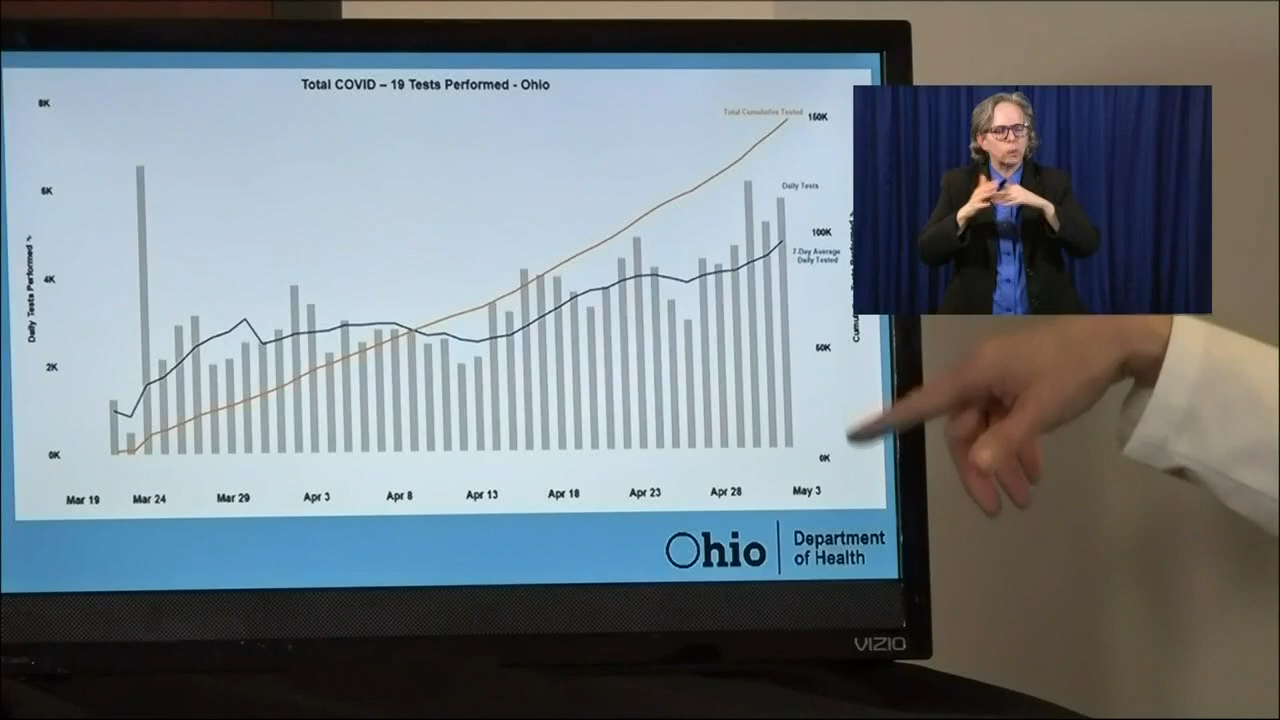 Total COVID – 19 Tests Performed - Ohio
8K
6K
4K
2K
0K
Daily Tests Performed
Total Cumulative Tested
150K
Daily Tests
100K
7-Day Average
Daily Tested
50K
0K
Mar 19
Mar 24
Mar 29
Apr 3
Apr 8
Apr 13
Apr 18
Apr 23
Apr 28
May 3
Ohio
Department
of Health
VIZIO